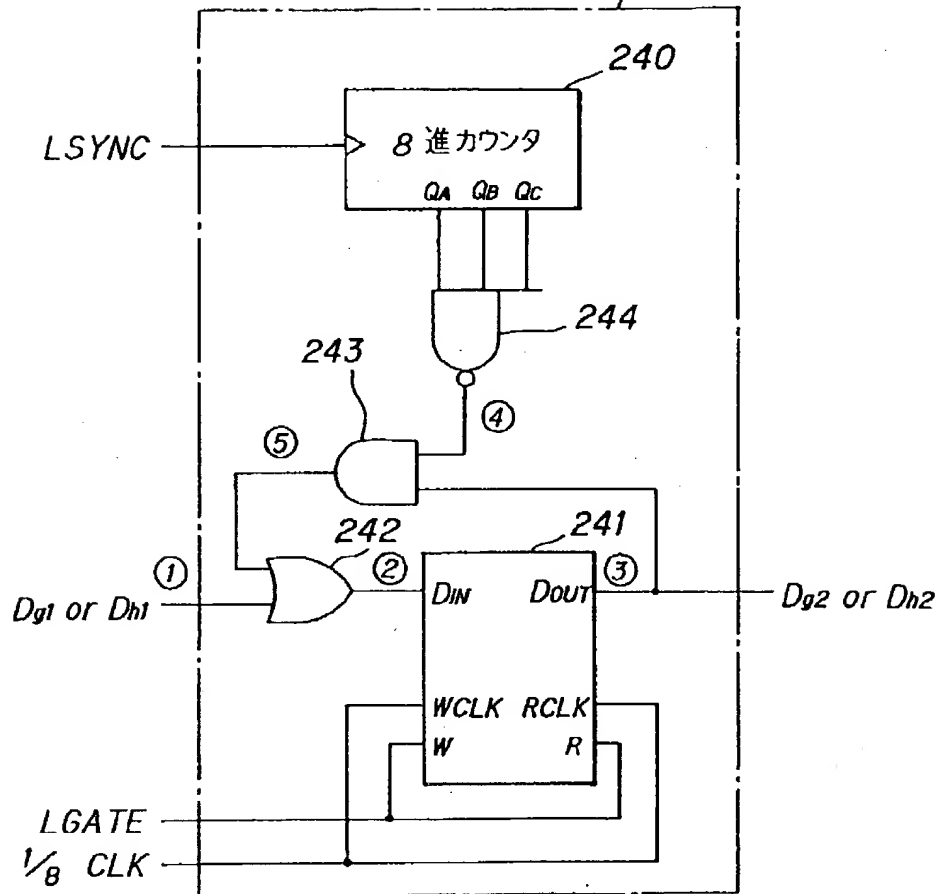 240
LSYNC
8 進カウンタ
QA QB QC
244
243
④
⑤
242
241
①
②
③
Dg1 or Dh1
DIN DOUT
Dg2 or Dh2
WCLK RCLK
W R
LGATE
1/8 CLK